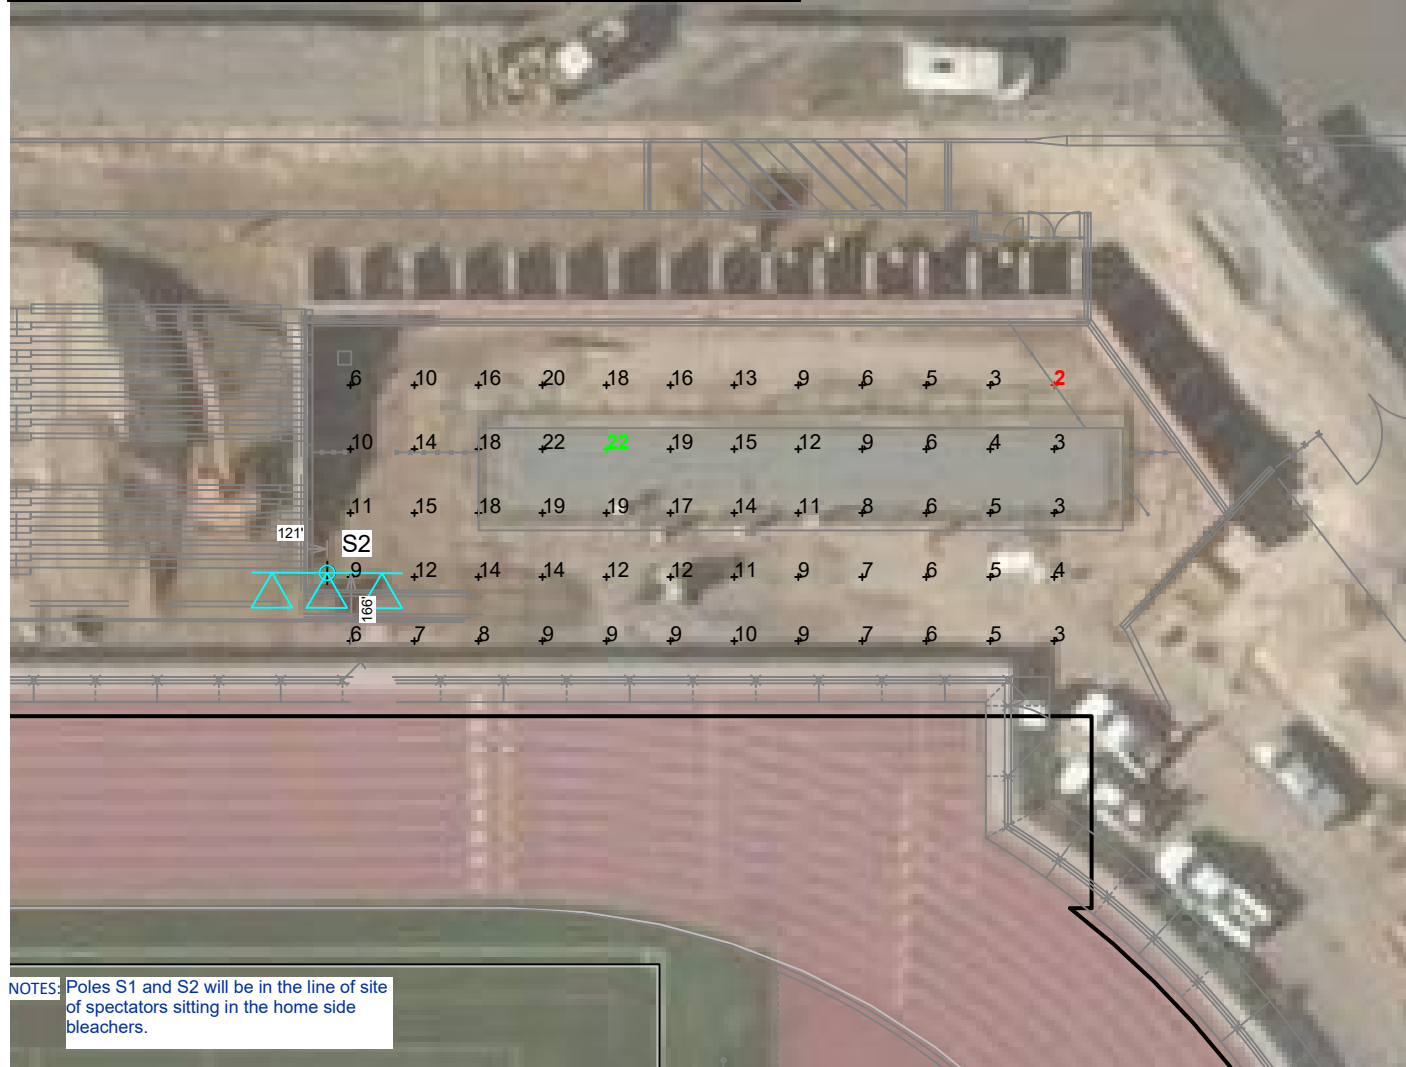 6 10 16 20 18 16 13 9 6 5 3 2
10 14 18 22 22 19 15 12 9 6 4 3
11 15 18 19 19 17 14 11 8 6 5 3
121'
S2
9 12 14 14 12 12 11 9 7 6 5 4
166'
6 7 8 9 9 9 10 9 7 6 5 3
NOTES: Poles S1 and S2 will be in the line of site
of spectators sitting in the home side
bleachers.